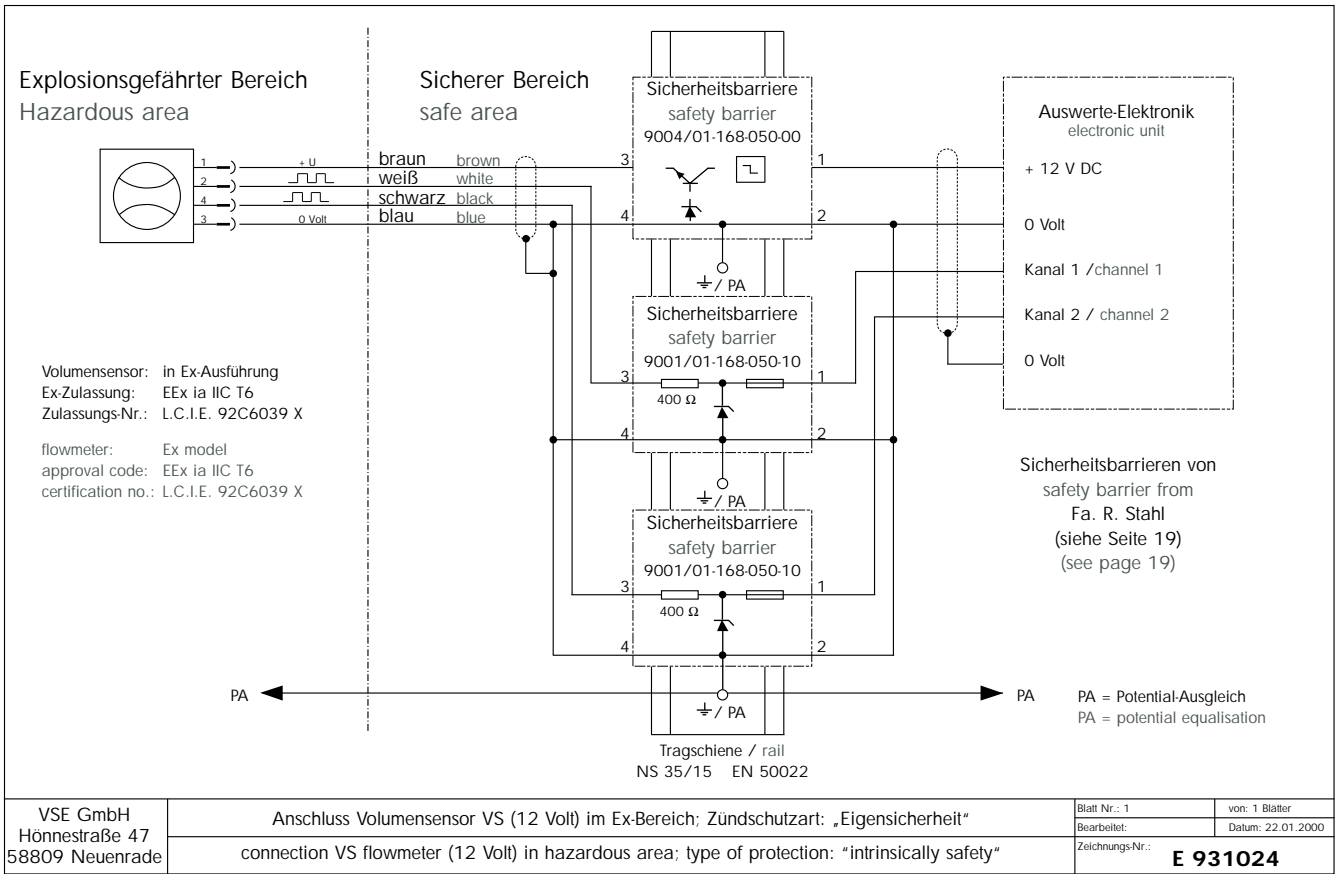 Explosionsgefährter Bereich
Hazardous area
Sicherer Bereich
safe area
Sicherheitsbarriere
safety barrier
9004/01-168-050-00
Auswerte-Elektronik
electronic unit
1 + U braun brown 3 1 + 12 V DC
2 weiß white
4 schwarz black
3 0 Volt blau blue 4 2 0 Volt
⏚ / PA
Kanal 1 /channel 1
Sicherheitsbarriere
safety barrier
9001/01-168-050-10
Kanal 2 / channel 2
0 Volt
3 1
400 Ω
4 2
⏚ / PA
Volumensensor: in Ex-Ausführung
Ex-Zulassung: EEx ia IIC T6
Zulassungs-Nr.: L.C.I.E. 92C6039 X
flowmeter: Ex model
approval code: EEx ia IIC T6
certification no.: L.C.I.E. 92C6039 X
Sicherheitsbarriere
safety barrier
9001/01-168-050-10
3 1
400 Ω
4 2
⏚ / PA
Sicherheitsbarrieren von
safety barrier from
Fa. R. Stahl
(siehe Seite 19)
(see page 19)
PA PA
PA = Potential-Ausgleich
PA = potential equalisation
Tragschiene / rail
NS 35/15 EN 50022
VSE GmbH
Hönnestraße 47
58809 Neuenrade
Anschluss Volumensensor VS (12 Volt) im Ex-Bereich; Zündschutzart: „Eigensicherheit“
connection VS flowmeter (12 Volt) in hazardous area; type of protection: “intrinsically safety“
Blatt Nr.: 1 von: 1 Blätter
Bearbeitet: Datum: 22.01.2000
Zeichnungs-Nr.: E 931024